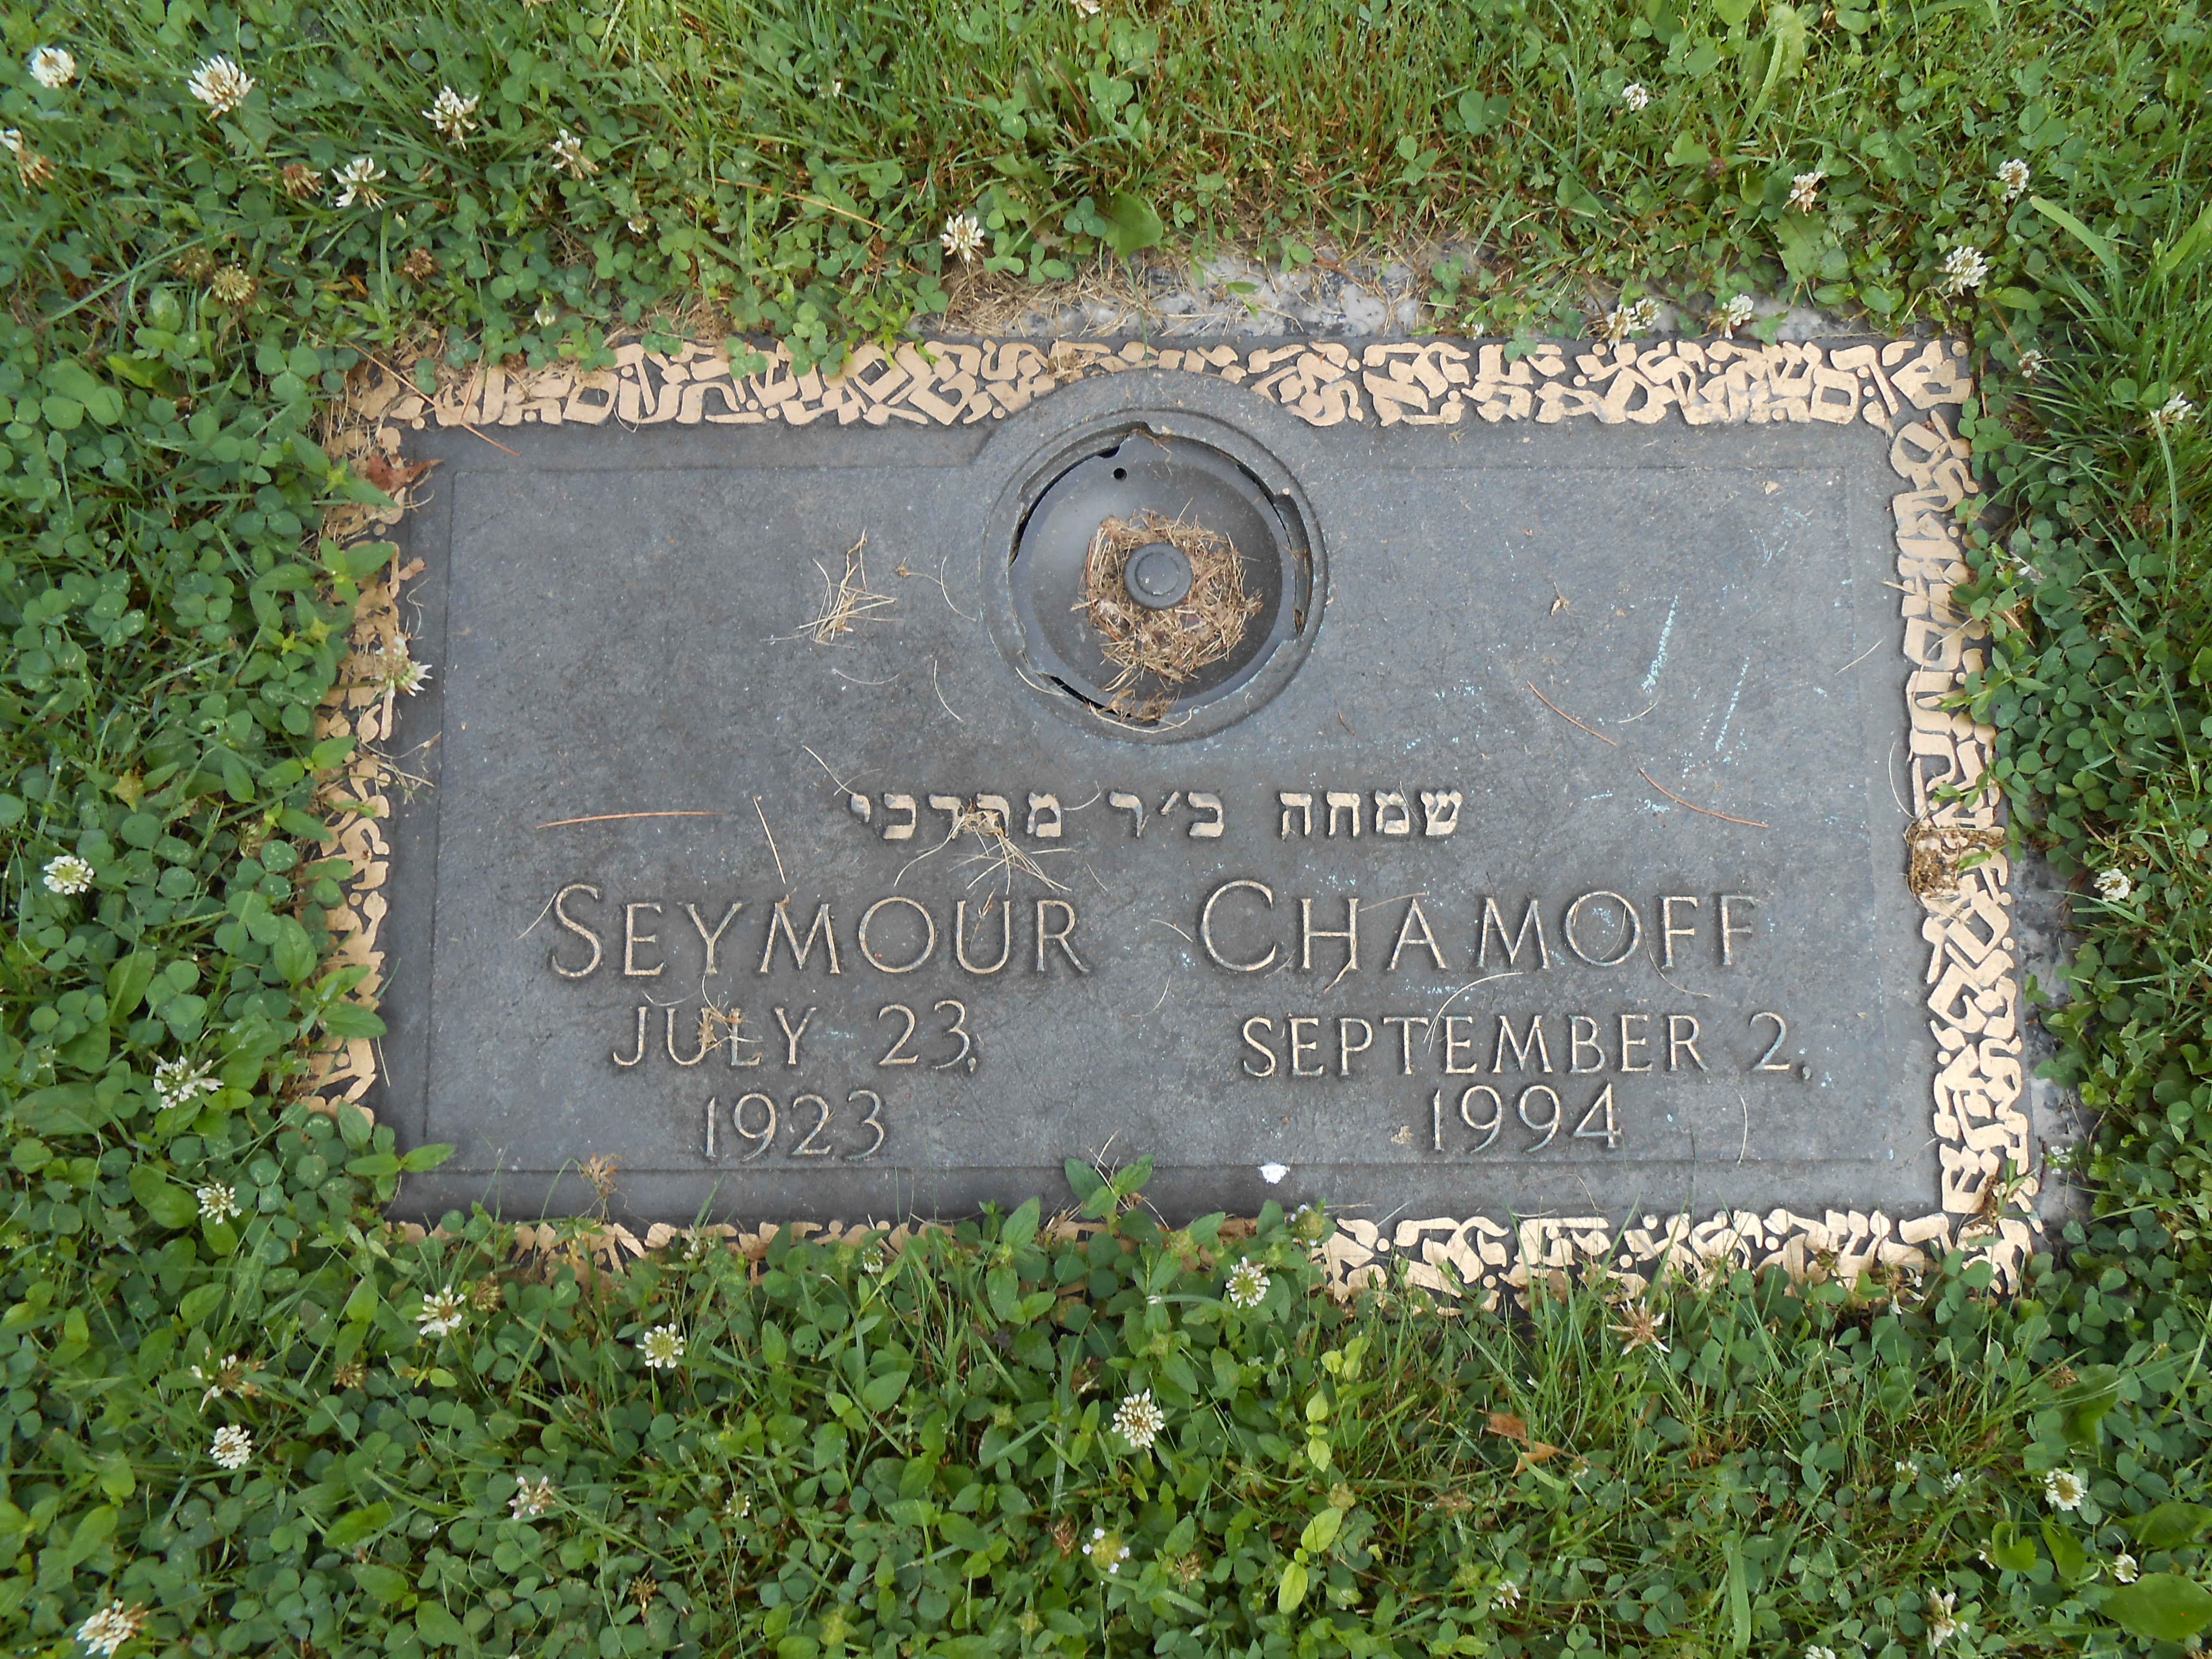 שמחה ב׳ר מרדכי
SEYMOUR CHAMOFF
JULY 23, SEPTEMBER 2,
1923 1994